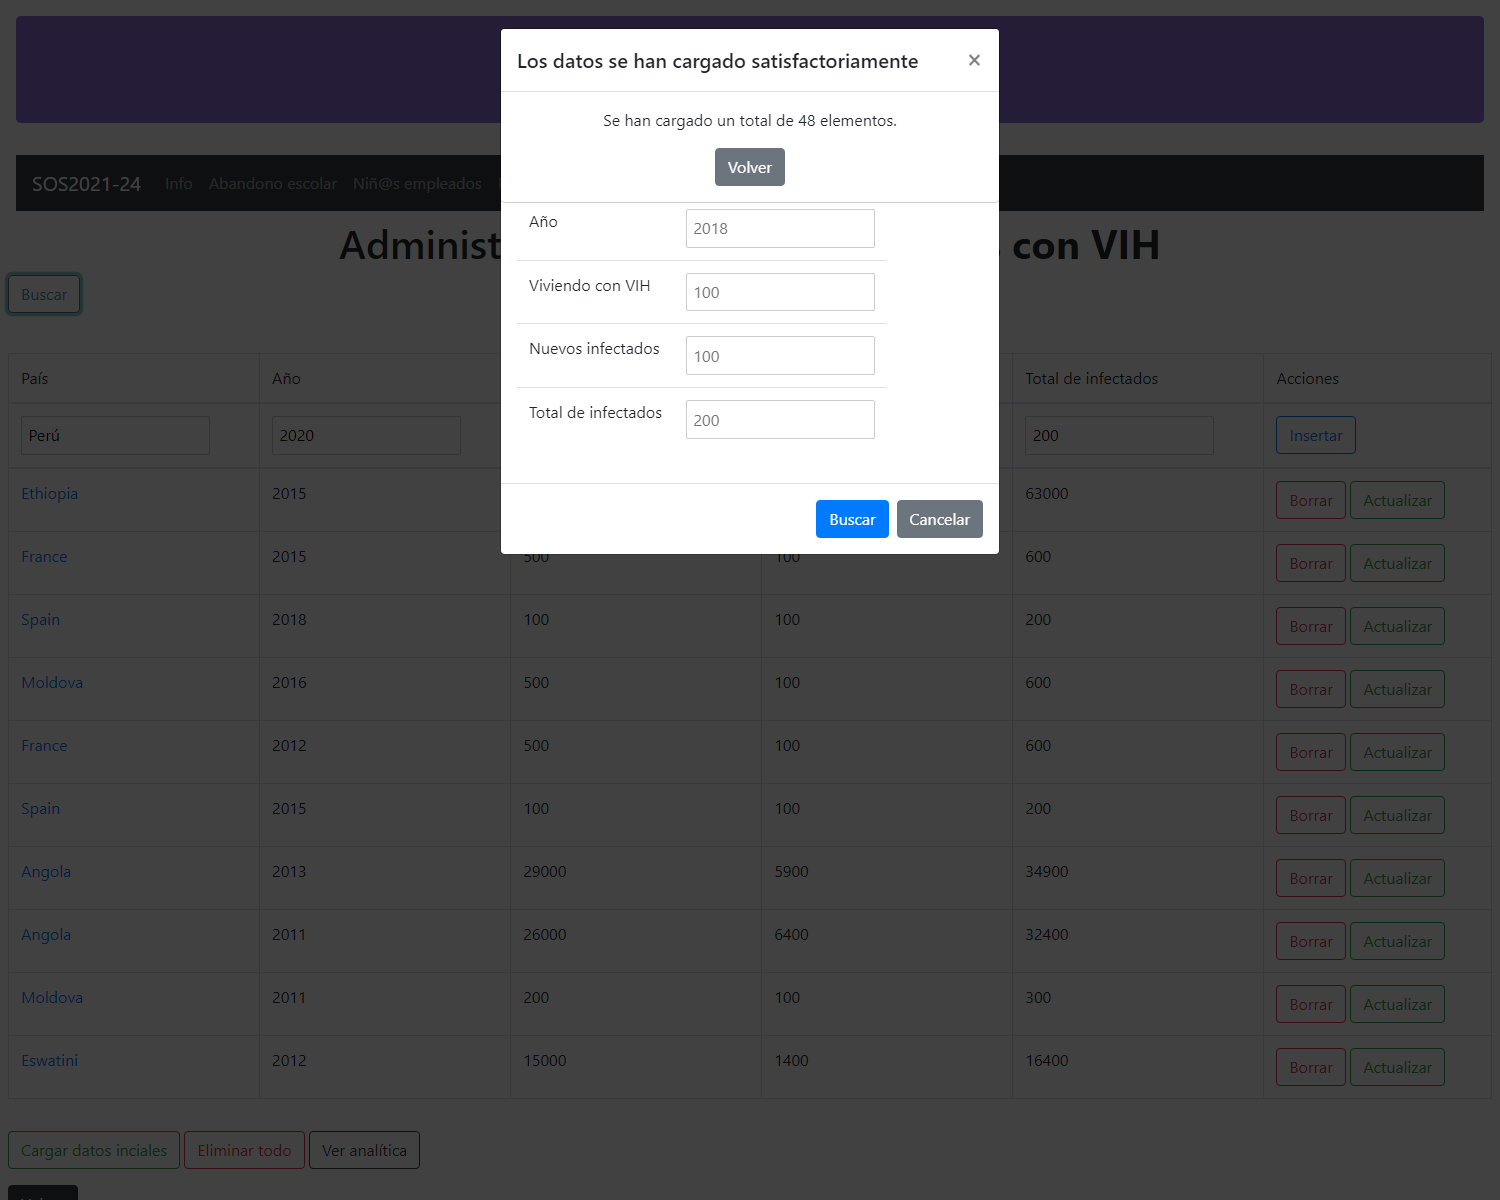 Los datos se han cargado satisfactoriamente ×
Se han cargado un total de 48 elementos.
Volver
SOS2021-24 Info Abandono escolar Niñ@s empleados
Año 2018
Administ con VIH
Viviendo con VIH 100
Buscar
Nuevos infectados 100
Total de infectados 200
Buscar Cancelar
País Año Total de infectados Acciones
Perú 2020 200 Insertar
Ethiopia 2015 63000 Borrar Actualizar
France 2015 500 100 600 Borrar Actualizar
Spain 2018 100 100 200 Borrar Actualizar
Moldova 2016 500 100 600 Borrar Actualizar
France 2012 500 100 600 Borrar Actualizar
Spain 2015 100 100 200 Borrar Actualizar
Angola 2013 29000 5900 34900 Borrar Actualizar
Angola 2011 26000 6400 32400 Borrar Actualizar
Moldova 2011 200 100 300 Borrar Actualizar
Eswatini 2012 15000 1400 16400 Borrar Actualizar
Cargar datos inciales Eliminar todo Ver analítica